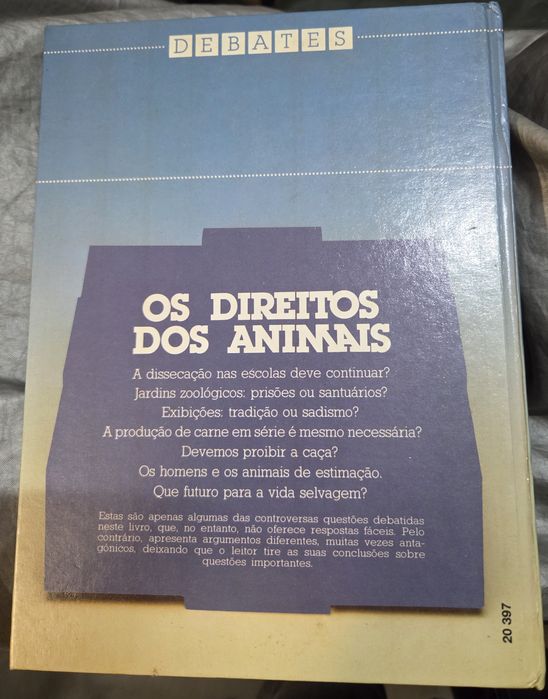 DEBATES
OS DIREITOS
DOS ANIMAIS
A dissecação nas escolas deve continuar?
Jardins zoológicos: prisões ou santuários?
Exibições: tradição ou sadismo?
A produção de carne em série é mesmo necessária?
Devemos proibir a caça?
Os homens e os animais de estimação.
Que futuro para a vida selvagem?
Estas são apenas algumas das controversas questões debatidas
neste livro, que, no entanto, não oferece respostas fáceis. Pelo
contrário, apresenta argumentos diferentes, muitas vezes anta-
gónicos, deixando que o leitor tire as suas conclusões sobre
questões importantes.
20 397